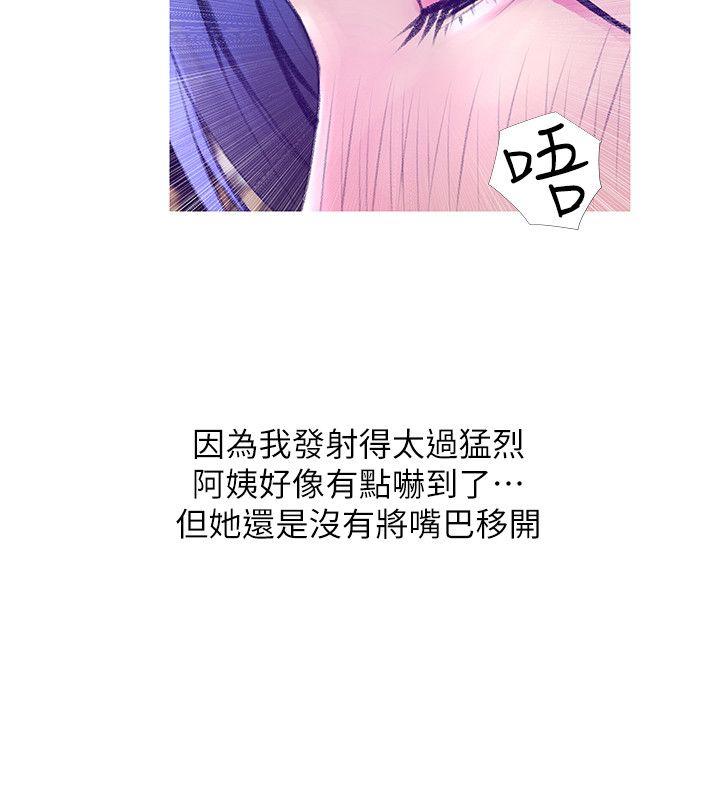 唔
因為我發射得太過猛烈
阿姨好像有點嚇到了⋯
但她還是沒有將嘴巴移開